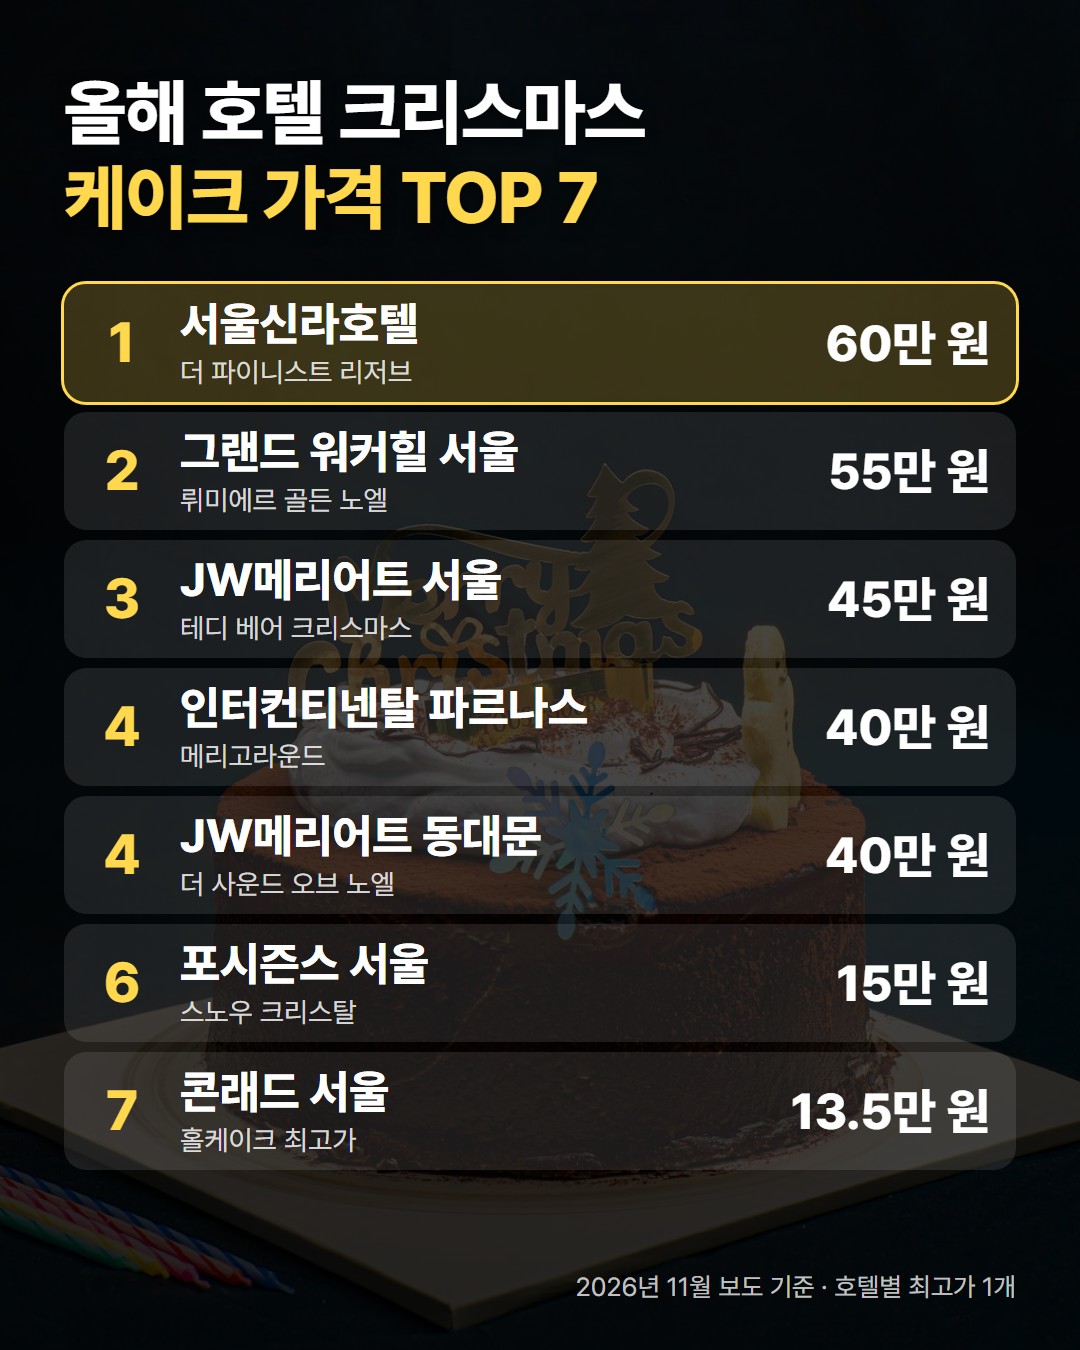 올해 호텔 크리스마스
케이크 가격 TOP 7
1
서울신라호텔
더 파이니스트 리저브
60만 원
2
그랜드 워커힐 서울
뤼미에르 골든 노엘
55만 원
3
JW메리어트 서울
테디 베어 크리스마스
45만 원
4
인터컨티넨탈 파르나스
메리고라운드
40만 원
4
JW메리어트 동대문
더 사운드 오브 노엘
40만 원
6
포시즌스 서울
스노우 크리스탈
15만 원
7
콘래드 서울
홀케이크 최고가
13.5만 원
Merry
Christmas
2026년 11월 보도 기준 · 호텔별 최고가 1개